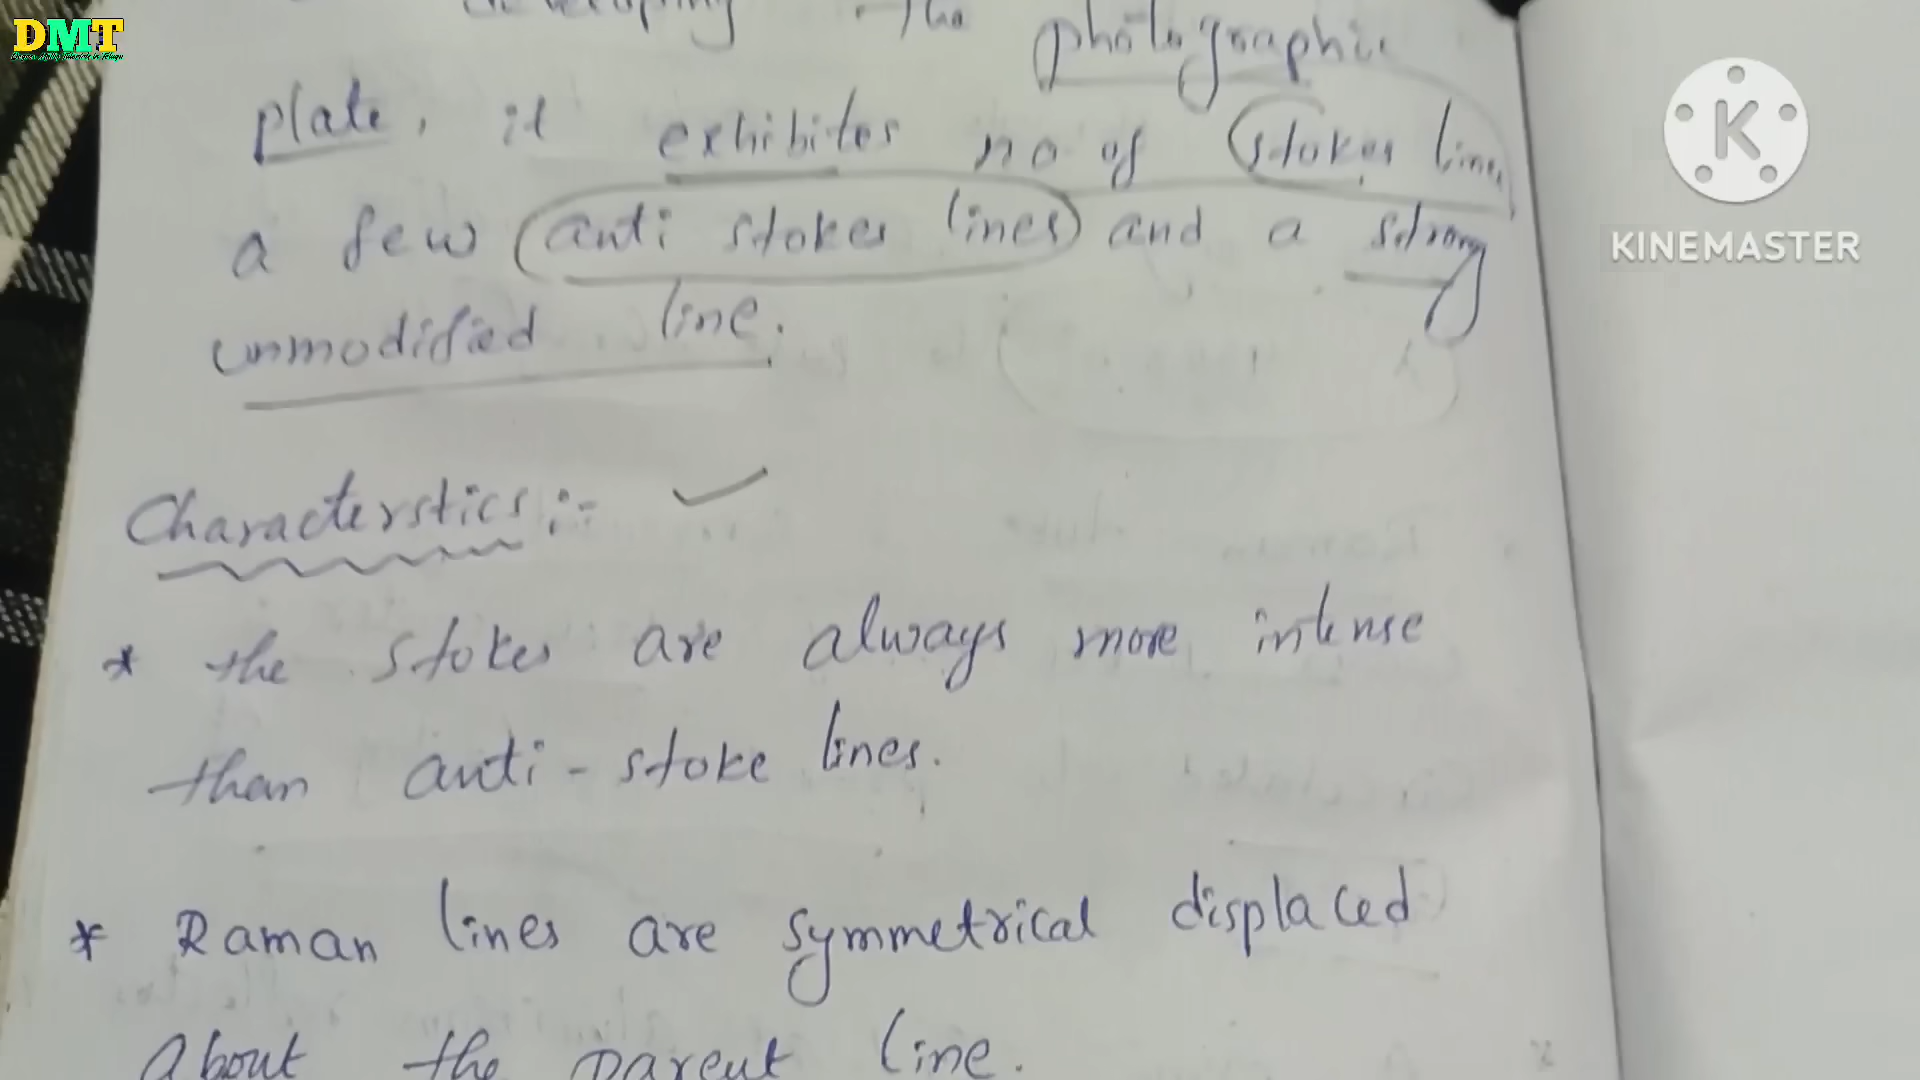 DMT
developing the photographic
plate, it exhibites no of stokes lines
a few anti stokes lines and a strong
unmodified line.
KINEMASTER
Characterstics :-
* the stokes are always more intense
than anti-stoke lines.
* Raman lines are symmetrical displaced
About the parent line.